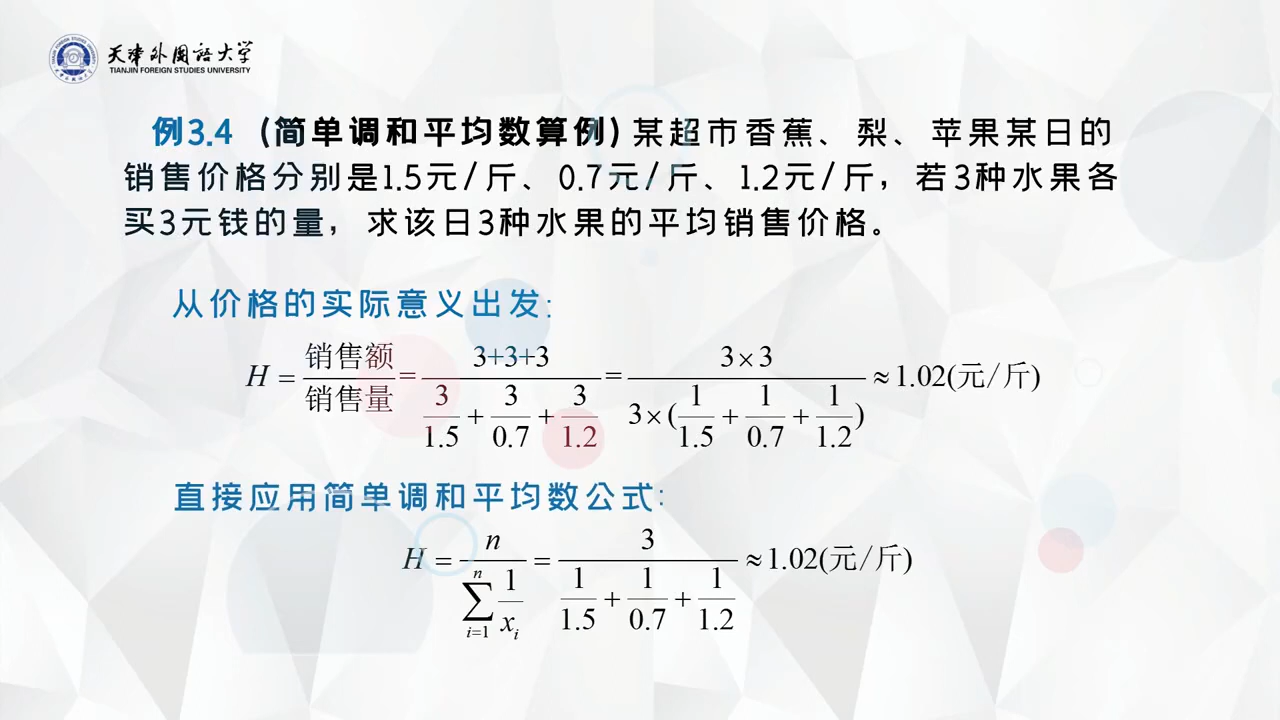 天津外国语大学
TIANJIN FOREIGN STUDIES UNIVERSITY
例3.4 (简单调和平均数算例) 某超市香蕉、梨、苹果某日的
销售价格分别是1.5元/斤、0.7元/斤、1.2元/斤，若3种水果各
买3元钱的量，求该日3种水果的平均销售价格。
从价格的实际意义出发:
H = 销售额/销售量 = (3+3+3)/(3/1.5 + 3/0.7 + 3/1.2) = (3×3)/(3×(1/1.5 + 1/0.7 + 1/1.2)) ≈ 1.02(元/斤)
直接应用简单调和平均数公式:
H = n/(∑_{i=1}^{n} 1/x_i) = 3/(1/1.5 + 1/0.7 + 1/1.2) ≈ 1.02(元/斤)